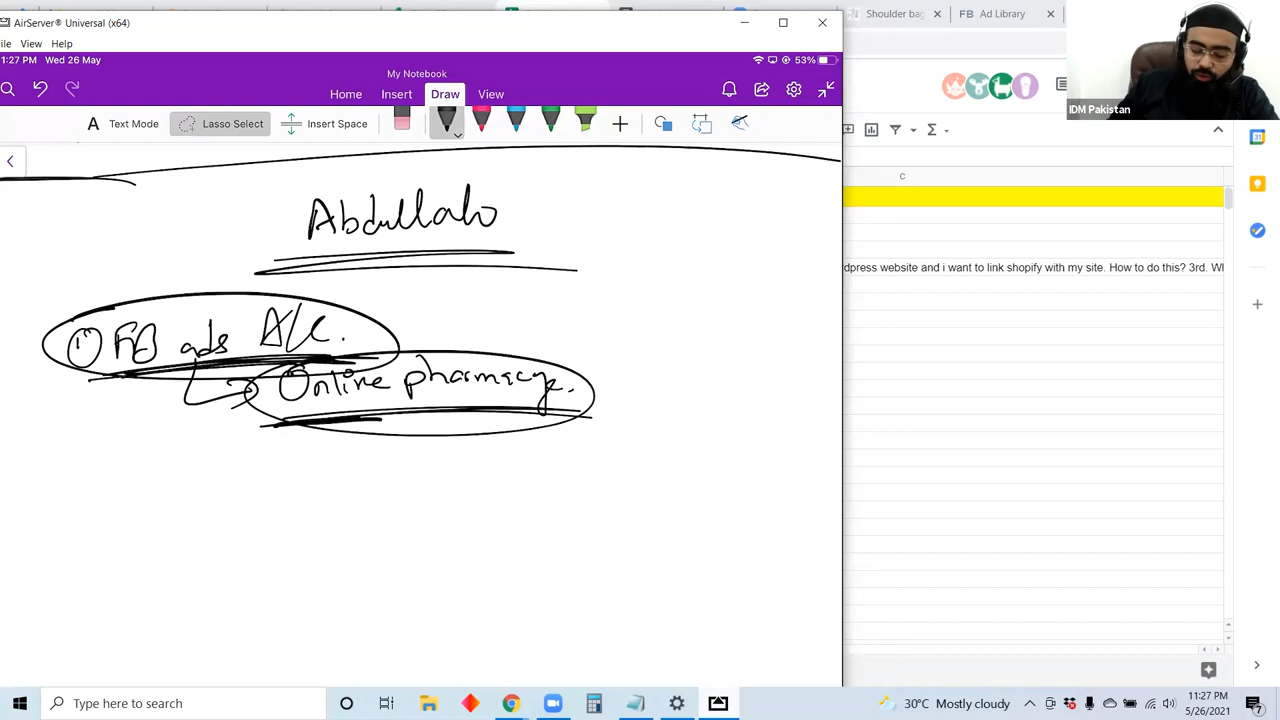 AirServer® Universal (x64)
Shoulder bag
FB Ad Library
ile View Help
1:27 PM Wed 26 May
53%
My Notebook
Home Insert Draw View
IDM Pakistan
Text Mode Lasso Select Insert Space
C
Abdullah
dpress website and i want to link shopify with my site. How to do this? 3rd. Wh
① FB ads A/C.
Online pharmacy.
Type here to search
30°C Mostly cloudy
11:27 PM
5/26/2021
7